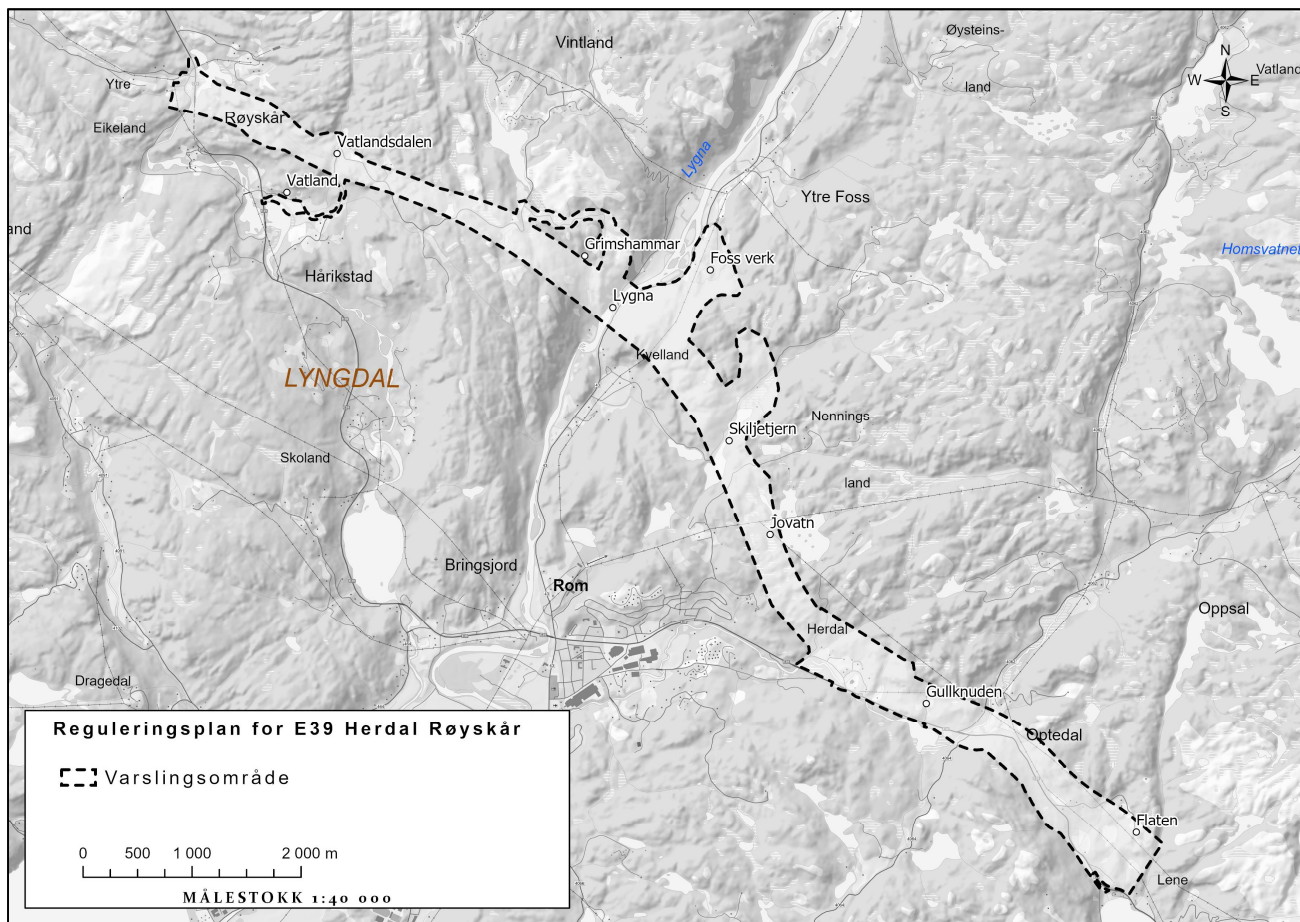 Vintland
Øysteins-
land
N
W
E
S
Vatland
Ytre
Røyskår
Eikeland
Vatlandsdalen
Lygna
Vatland
Ytre Foss
and
Grimshammar
Foss verk
Homsvatnet
Hårikstad
Lygna
Kvelland
LYNGDAL
Nonnings
land
Skiljetjern
Skoland
Jovatn
Bringsjord
Rom
Oppsal
Herdal
Dragedal
Gullknuden
Optedal
Flaten
Lene
Reguleringsplan for E39 Herdal Røyskår
Varslingsområde
0 500 1 000 2 000 m
MÅLESTOKK 1:40 000